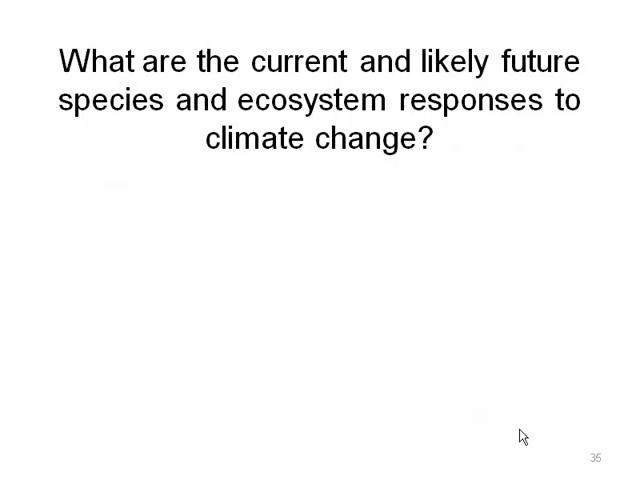 What are the current and likely future
species and ecosystem responses to
climate change?
35